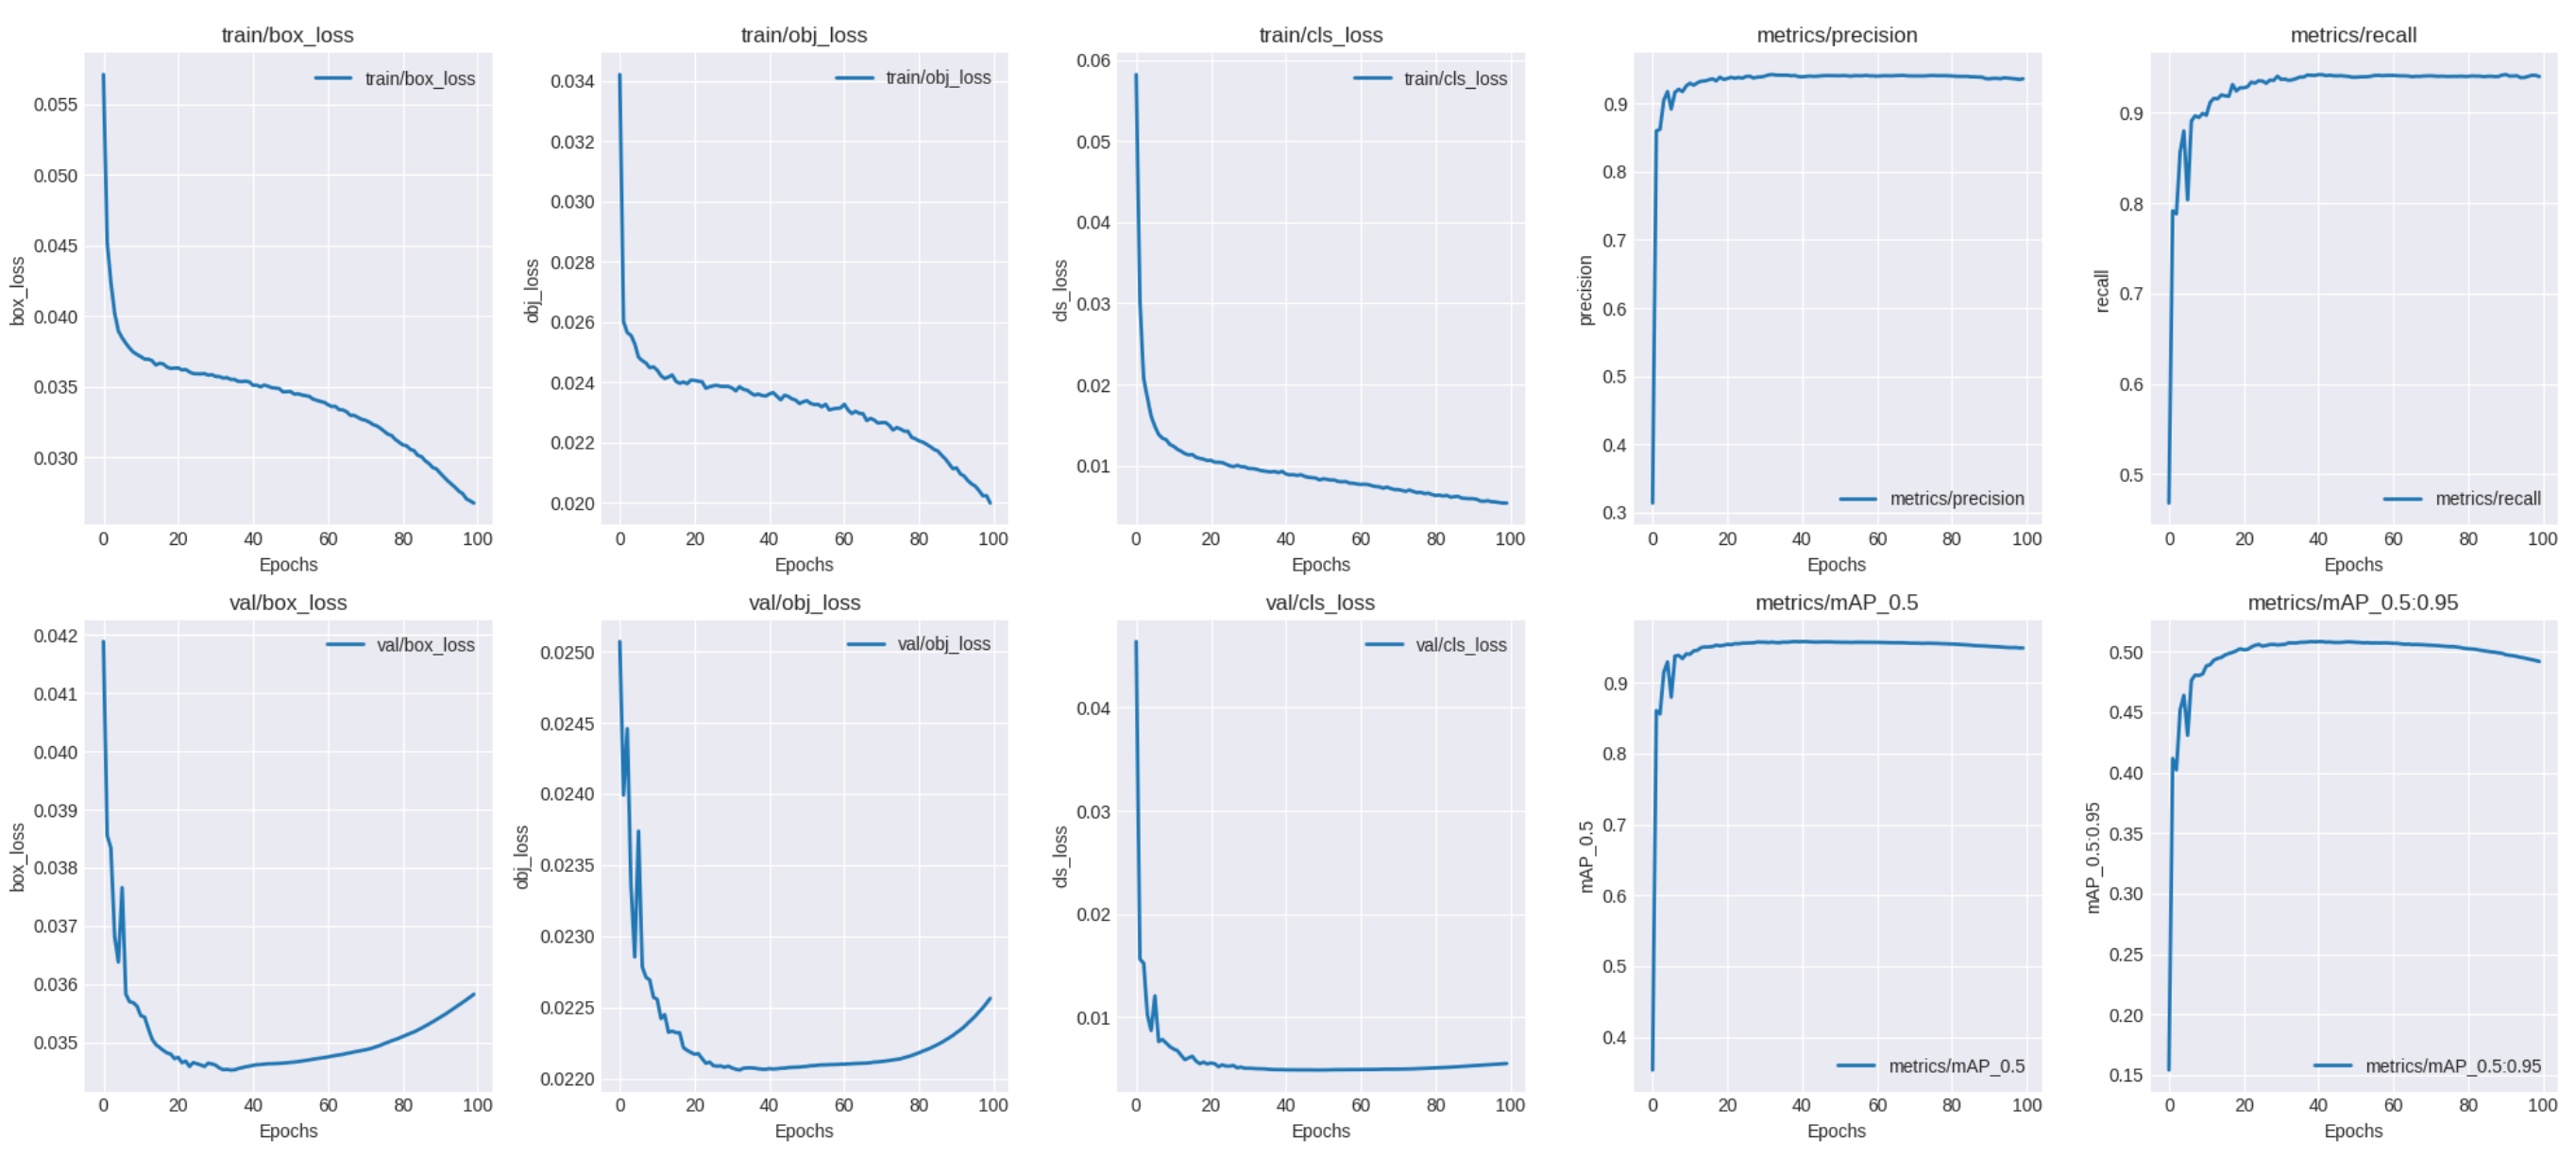 train/box_loss
train/box_loss
0.055
0.050
0.045
0.040
0.035
0.030
box_loss
0 20 40 60 80 100
Epochs
train/obj_loss
train/obj_loss
0.034
0.032
0.030
0.028
0.026
0.024
0.022
0.020
obj_loss
0 20 40 60 80 100
Epochs
train/cls_loss
train/cls_loss
0.06
0.05
0.04
0.03
0.02
0.01
cls_loss
0 20 40 60 80 100
Epochs
metrics/precision
0.9
0.8
0.7
0.6
0.5
0.4
0.3
precision
metrics/precision
0 20 40 60 80 100
Epochs
metrics/recall
0.9
0.8
0.7
0.6
0.5
recall
metrics/recall
0 20 40 60 80 100
Epochs
val/box_loss
val/box_loss
0.042
0.041
0.040
0.039
0.038
0.037
0.036
0.035
box_loss
0 20 40 60 80 100
Epochs
val/obj_loss
val/obj_loss
0.0250
0.0245
0.0240
0.0235
0.0230
0.0225
0.0220
obj_loss
0 20 40 60 80 100
Epochs
val/cls_loss
val/cls_loss
0.04
0.03
0.02
0.01
cls_loss
0 20 40 60 80 100
Epochs
metrics/mAP_0.5
0.9
0.8
0.7
0.6
0.5
0.4
mAP_0.5
metrics/mAP_0.5
0 20 40 60 80 100
Epochs
metrics/mAP_0.5:0.95
0.50
0.45
0.40
0.35
0.30
0.25
0.20
0.15
mAP_0.5:0.95
metrics/mAP_0.5:0.95
0 20 40 60 80 100
Epochs